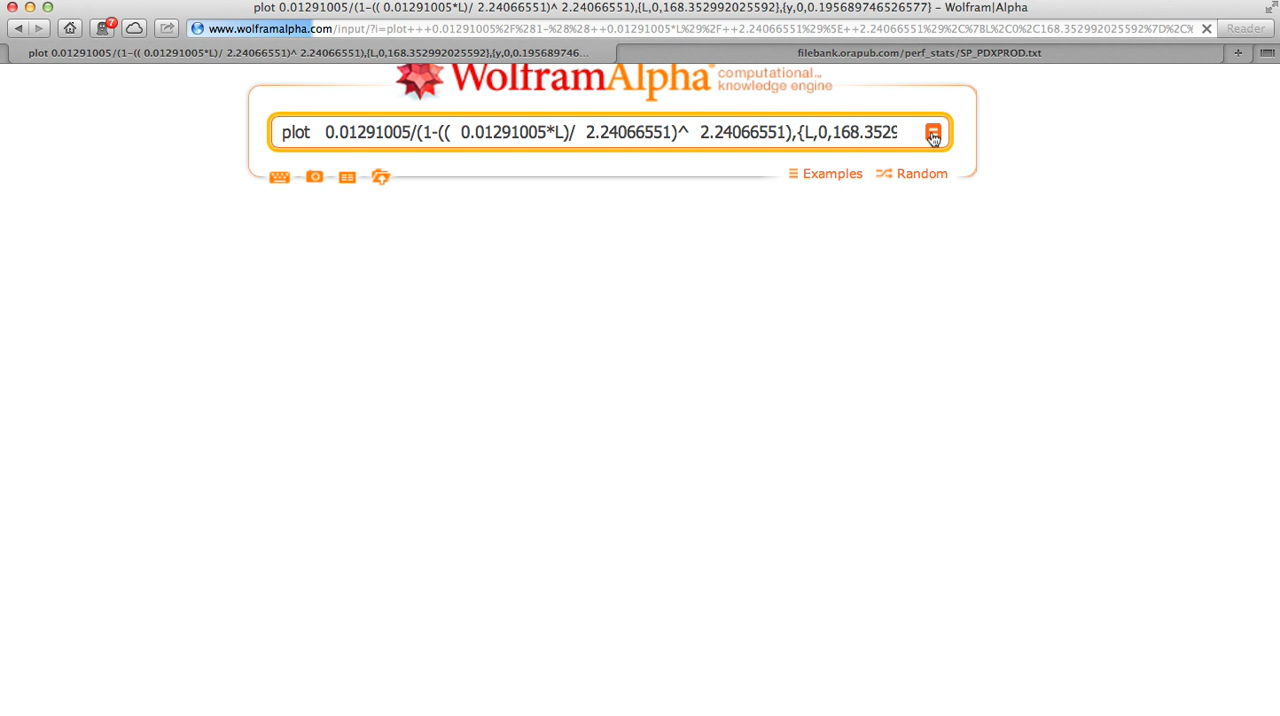 plot 0.01291005/(1-(( 0.01291005*L)/ 2.24066551)^ 2.24066551),{L,0,168.352992025592},{y,0,0.195689746526577} – Wolfram|Alpha
7
www.wolframalpha.com/input/?i=plot+++0.01291005%2F%281-%28%28++0.01291005*L%29%2F++2.24066551%29%5E++2.24066551%29%2C%7BL%2C0%2C168.352992025592%7D%2C%
Reader
plot 0.01291005/(1-(( 0.01291005*L)/ 2.24066551)^ 2.24066551),{L,0,168.352992025592},{y,0,0.195689746...
filebank.orapub.com/perf_stats/SP_PDXPROD.txt
WolframAlpha computational... knowledge engine
plot 0.01291005/(1-(( 0.01291005*L)/ 2.24066551)^ 2.24066551),{L,0,168.3529
Examples Random